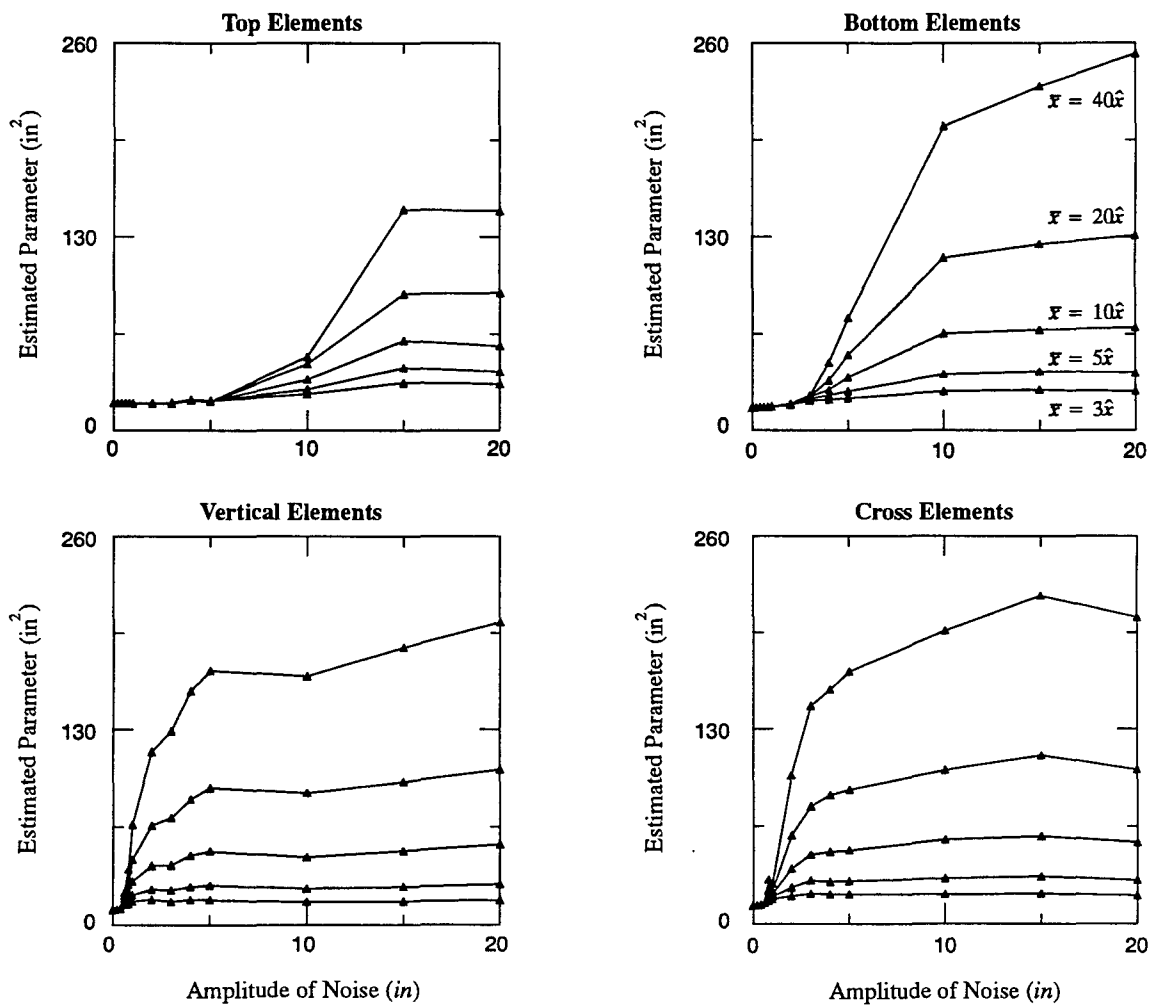 Top Elements
260
130
0
0
10
20
Estimated Parameter (in²)
Bottom Elements
260
130
0
0
10
20
Estimated Parameter (in²)
x̄ = 40x̂
x̄ = 20x̂
x̄ = 10x̂
x̄ = 5x̂
x̄ = 3x̂
Vertical Elements
260
130
0
0
10
20
Estimated Parameter (in²)
Amplitude of Noise (in)
Cross Elements
260
130
0
0
10
20
Estimated Parameter (in²)
Amplitude of Noise (in)